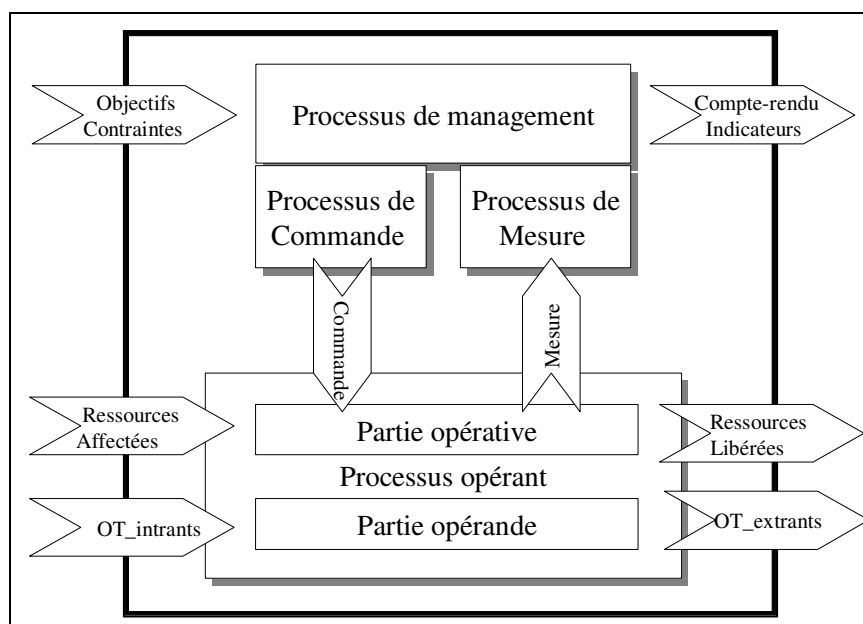 Objectifs
Contraintes
Processus de management
Compte-rendu
Indicateurs
Processus de
Commande
Processus de
Mesure
Commande
Mesure
Ressources
Affectées
Partie opérative
Ressources
Libérées
Processus opérant
OT_intrants
Partie opérande
OT_extrants